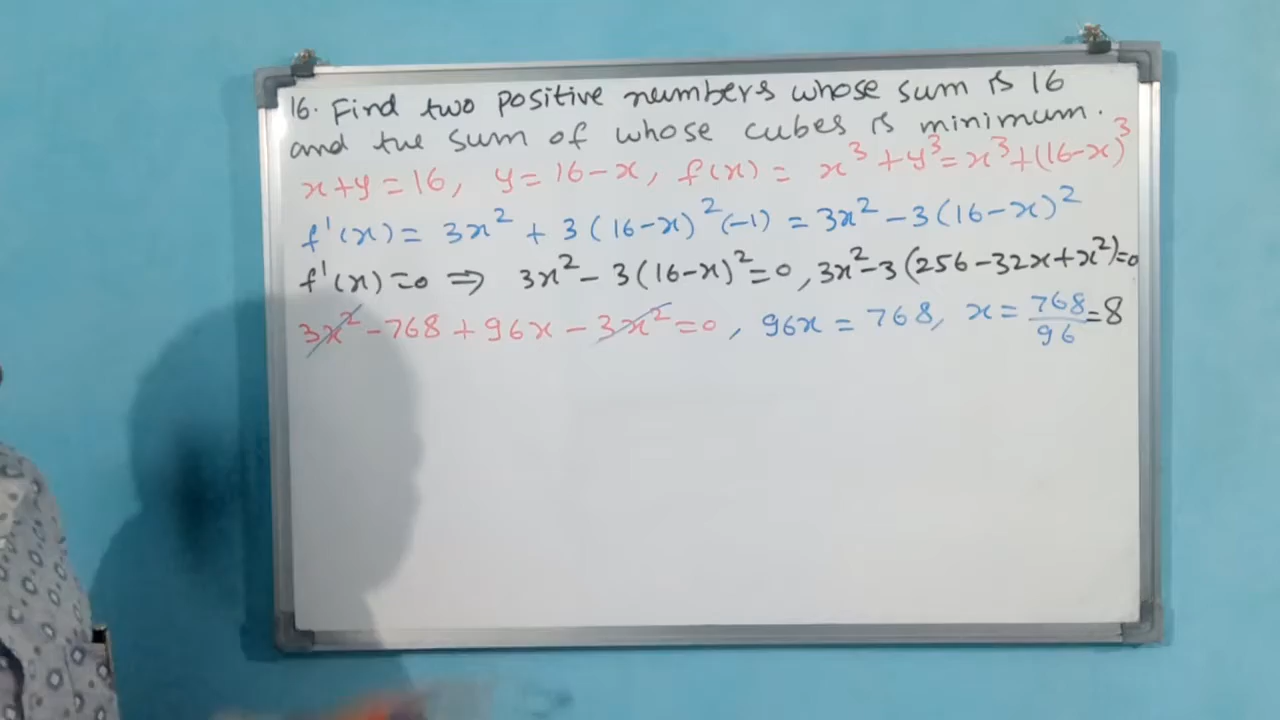 16. Find two positive numbers whose sum is 16
and the sum of whose cubes is minimum.
x+y=16, y=16-x, f(x)= x³+y³=x³+(16-x)³
f'(x)= 3x²+3(16-x)²(-1) = 3x²-3(16-x)²
f'(x)=0 ⇒ 3x²-3(16-x)²=0, 3x²-3(256-32x+x²)=0
3x²-768+96x-3x²=0, 96x=768, x=768/96=8